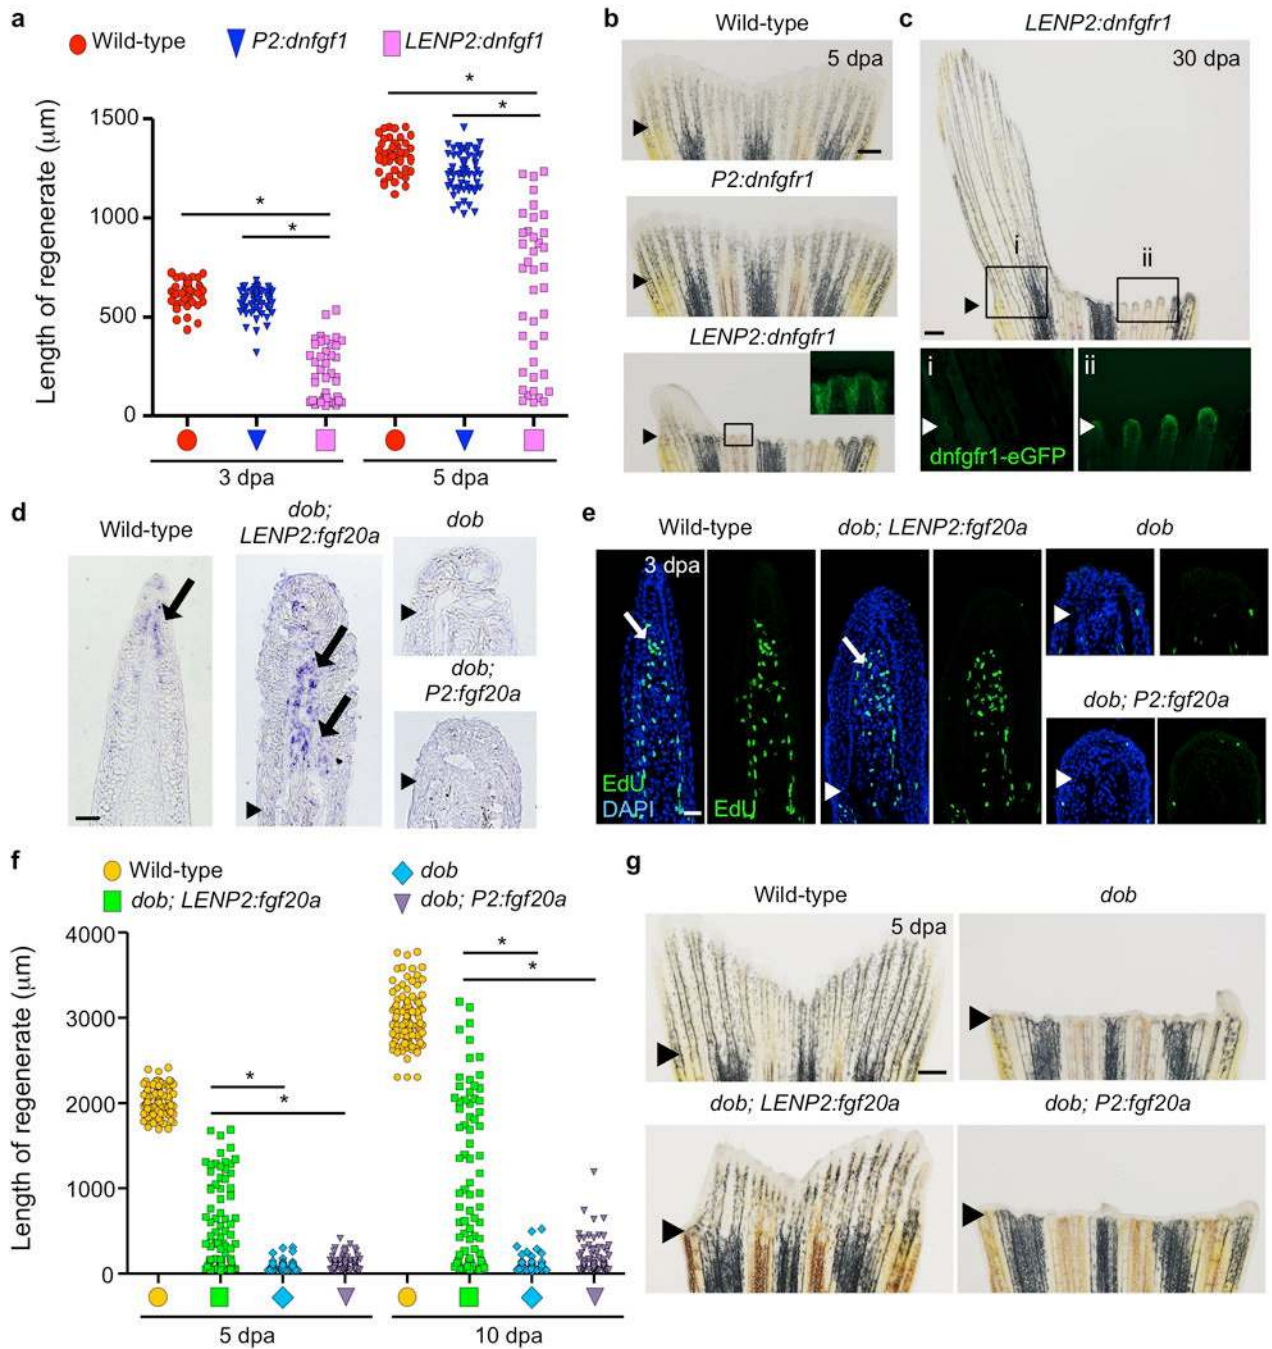 a
Wild-type P2:dnfgf1 LENP2:dnfgf1
Length of regenerate (μm)
1500
1000
500
0
* * * *
3 dpa 5 dpa
b
Wild-type
5 dpa
P2:dnfgfr1
LENP2:dnfgfr1
c
LENP2:dnfgfr1
30 dpa
i ii
i ii
dnfgfr1-eGFP
d
Wild-type
dob;
LENP2:fgf20a
dob
dob;
P2:fgf20a
e
Wild-type dob; LENP2:fgf20a dob
3 dpa
dob; P2:fgf20a
EdU
DAPI
EdU
f
Wild-type dob
dob; LENP2:fgf20a dob; P2:fgf20a
Length of regenerate (μm)
4000
3000
2000
1000
0
* * * *
5 dpa 10 dpa
g
Wild-type dob
5 dpa
dob; LENP2:fgf20a dob; P2:fgf20a